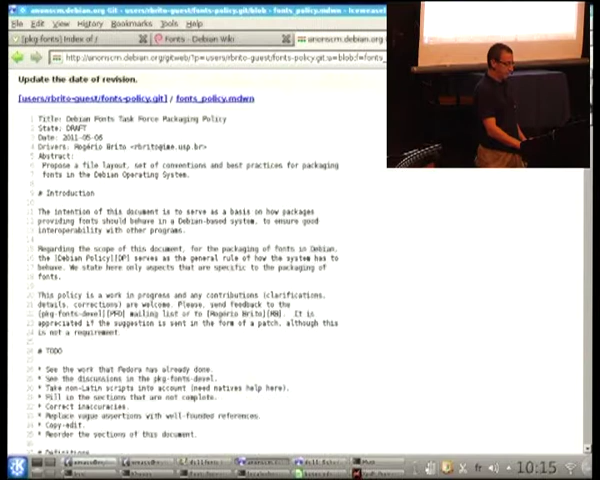 anonscm.debian.org Git - users/rbrito-guest/fonts-policy.git/blob - fonts_policy.mdwn - Iceweasel
File Edit View History Bookmarks Tools Help
[pkg-fonts] Index of /
Fonts - Debian Wiki
anonscm.debian.org Git
http://anonscm.debian.org/gitweb/?p=users/rbrito-guest/fonts-policy.git;a=blob;f=fonts_
Update the date of revision.
[users/rbrito-guest/fonts-policy.git] / fonts_policy.mdwn
Title: Debian Fonts Task Force Packaging Policy
State: DRAFT
Date: 2011-05-06
Drivers: Rogério Brito <rbrito@ime.usp.br>
Abstract:
Propose a file layout, set of conventions and best practices for packaging
fonts in the Debian Operating System.
# Introduction
The intention of this document is to serve as a basis on how packages
providing fonts should behave in a Debian-based system, to ensure good
interoperability with other programs.
Regarding the scope of this document, for the packaging of fonts in Debian,
the [Debian Policy][DP] serves as the general rule of how the system has to
behave. We state here only aspects that are specific to the packaging of
fonts.
This policy is a work in progress and any contributions (clarifications,
details, corrections) are welcome. Please, send feedback to the
[pkg-fonts-devel][PFD] mailing list or to [Rogério Brito][RB]. It is
appreciated if the suggestion is sent in the form of a patch, although this
is not a requirement.
# TODO
* See the work that Fedora has already done.
* See the discussions in the pkg-fonts-devel.
* Take non-Latin scripts into account (need natives help here).
* Fill in the sections that are not complete.
* Correct inaccuracies.
* Replace vague assertions with well-founded references.
* Copy-edit.
* Reorder the sections of this document.
# Definitions
fr
10:15